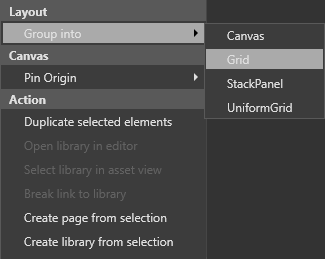 Layout
Group into
Canvas
Pin Origin
Action
Duplicate selected elements
Open library in editor
Select library in asset view
Break link to library
Create page from selection
Create library from selection
Canvas
Grid
StackPanel
UniformGrid